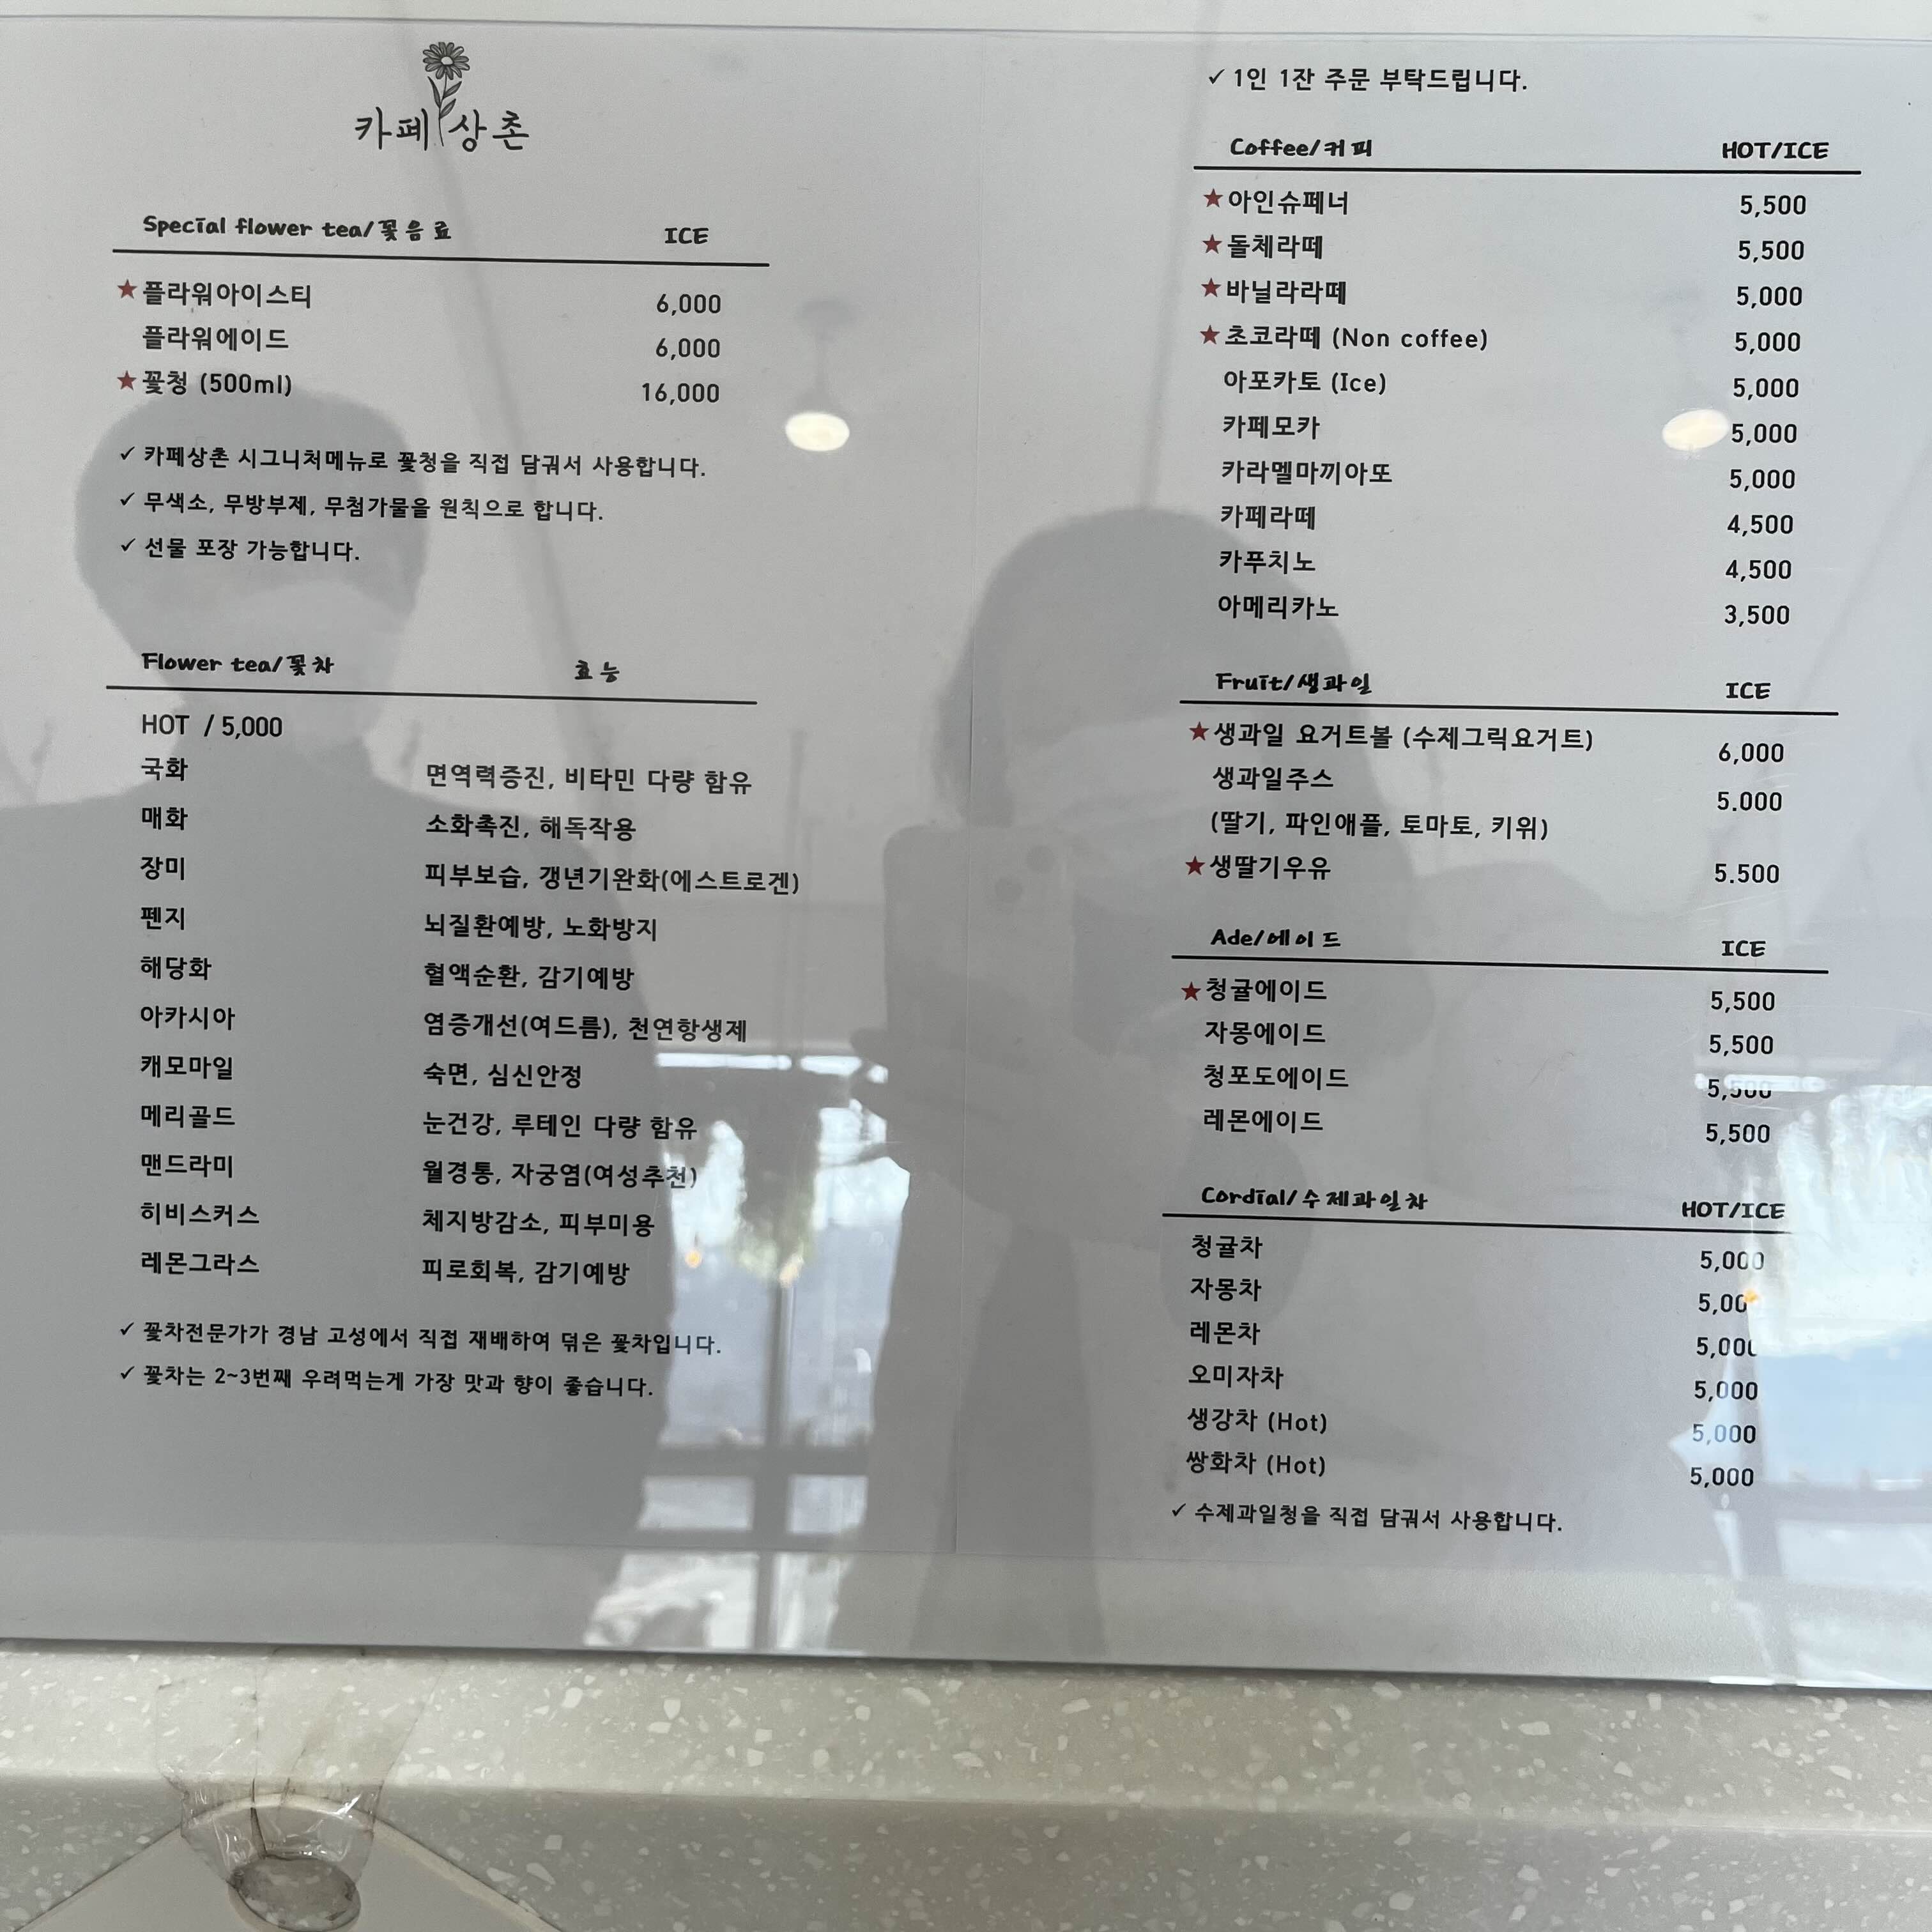 카페 상촌
Special flower tea/꽃음료 ICE
★플라워아이스티 6,000
플라워에이드 6,000
★꽃청 (500ml) 16,000
✓ 카페상촌 시그니처메뉴로 꽃청을 직접 담궈서 사용합니다.
✓ 무색소, 무방부제, 무첨가물을 원칙으로 합니다.
✓ 선물 포장 가능합니다.
Flower tea/꽃차 효능
HOT / 5,000
국화 면역력증진, 비타민 다량 함유
매화 소화촉진, 해독작용
장미 피부보습, 갱년기완화(에스트로겐)
펜지 뇌질환예방, 노화방지
해당화 혈액순환, 감기예방
아카시아 염증개선(여드름), 천연항생제
캐모마일 숙면, 심신안정
메리골드 눈건강, 루테인 다량 함유
맨드라미 월경통, 자궁염(여성추천)
히비스커스 체지방감소, 피부미용
레몬그라스 피로회복, 감기예방
✓ 꽃차전문가가 경남 고성에서 직접 재배하여 덖은 꽃차입니다.
✓ 꽃차는 2~3번째 우려먹는게 가장 맛과 향이 좋습니다.
✓ 1인 1잔 주문 부탁드립니다.
Coffee/커피 HOT/ICE
★아인슈페너 5,500
★돌체라떼 5,500
★바닐라라떼 5,000
★초코라떼 (Non coffee) 5,000
아포카토 (Ice) 5,000
카페모카 5,000
카라멜마끼아또 5,000
카페라떼 4,500
카푸치노 4,500
아메리카노 3,500
Fruit/생과일 ICE
★생과일 요거트볼 (수제그릭요거트) 6,000
생과일주스 5.000
(딸기, 파인애플, 토마토, 키위)
★생딸기우유 5.500
Ade/에이드 ICE
★청귤에이드 5,500
자몽에이드 5,500
청포도에이드 5,500
레몬에이드 5,500
Cordial/수제과일차 HOT/ICE
청귤차 5,000
자몽차 5,000
레몬차 5,000
오미자차 5,000
생강차 (Hot) 5,000
쌍화차 (Hot) 5,000
✓ 수제과일청을 직접 담궈서 사용합니다.